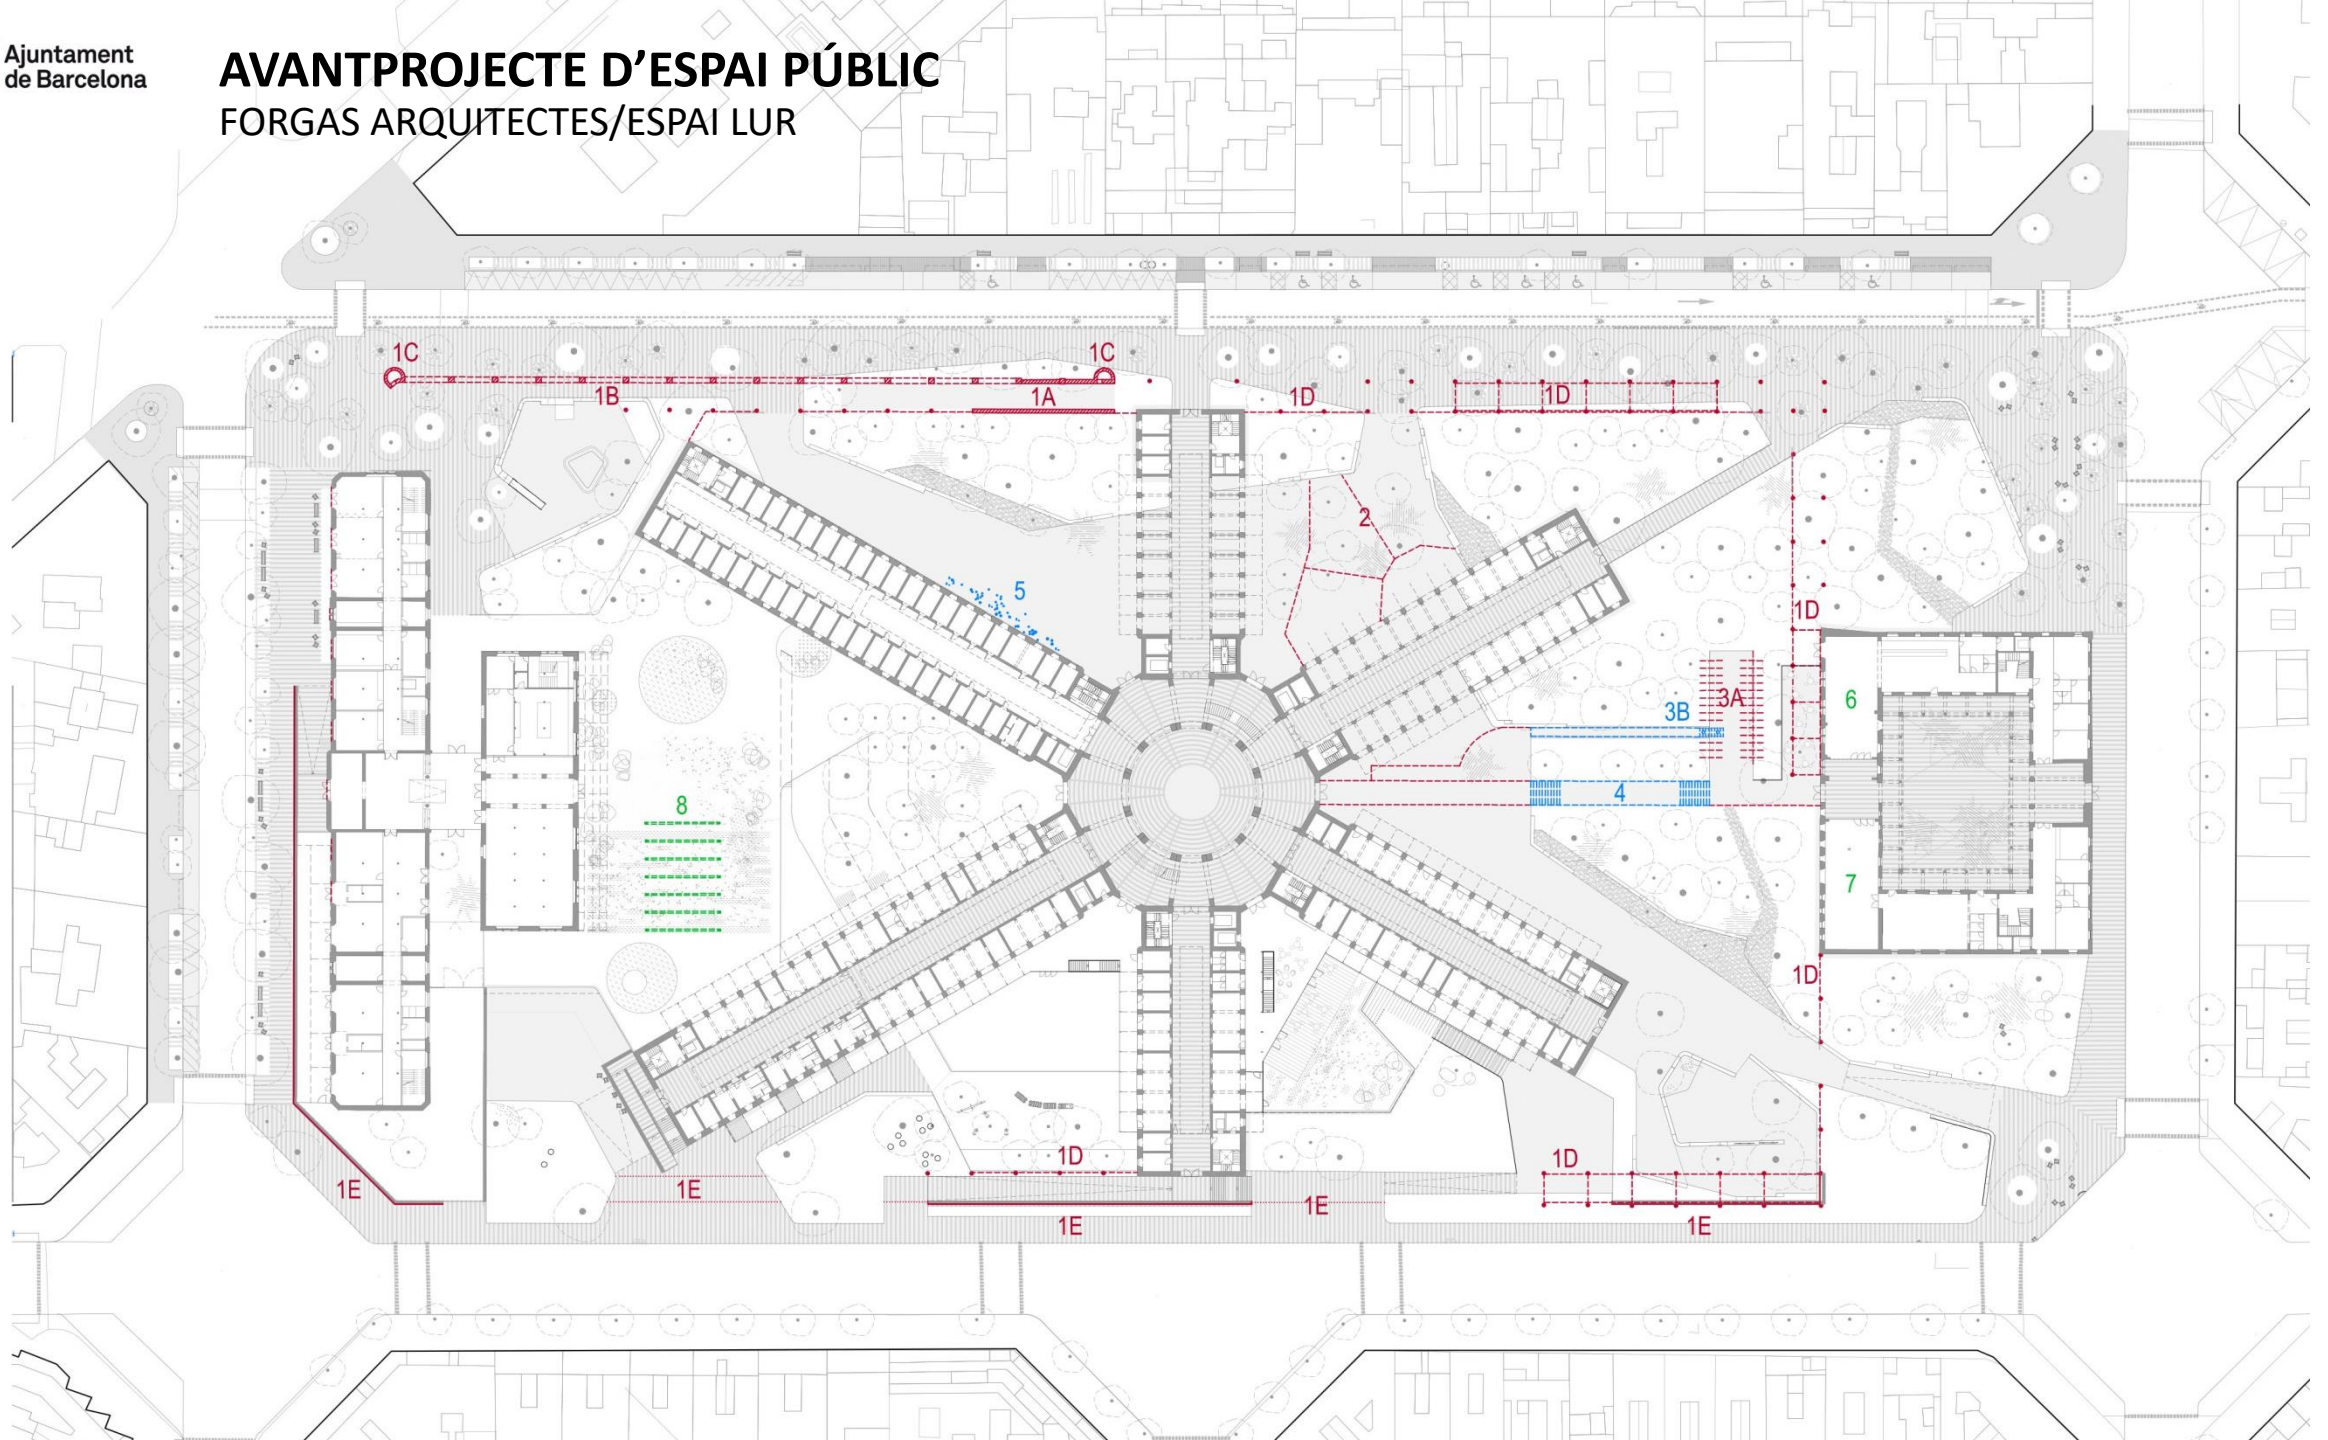 Ajuntament
de Barcelona
AVANTPROJECTE D'ESPAI PÚBLIC
FORGAS ARQUITECTES/ESPAI LUR
1C
1C
1B
1A
1D
1D
2
5
1D
6
3A
3B
4
8
7
1D
1D
1D
1E
1E
1E
1E
1E